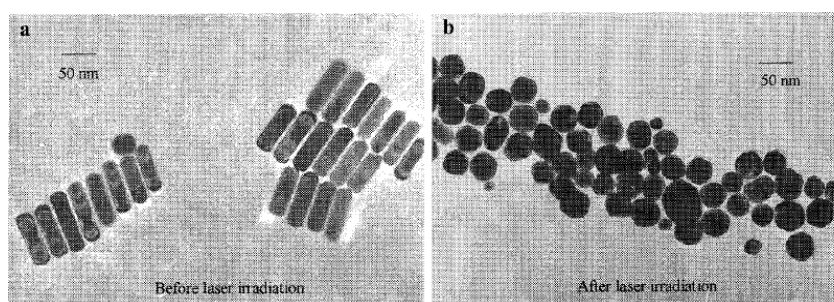 a
50 nm
Before laser irradiation
b
50 nm
After laser irradiation